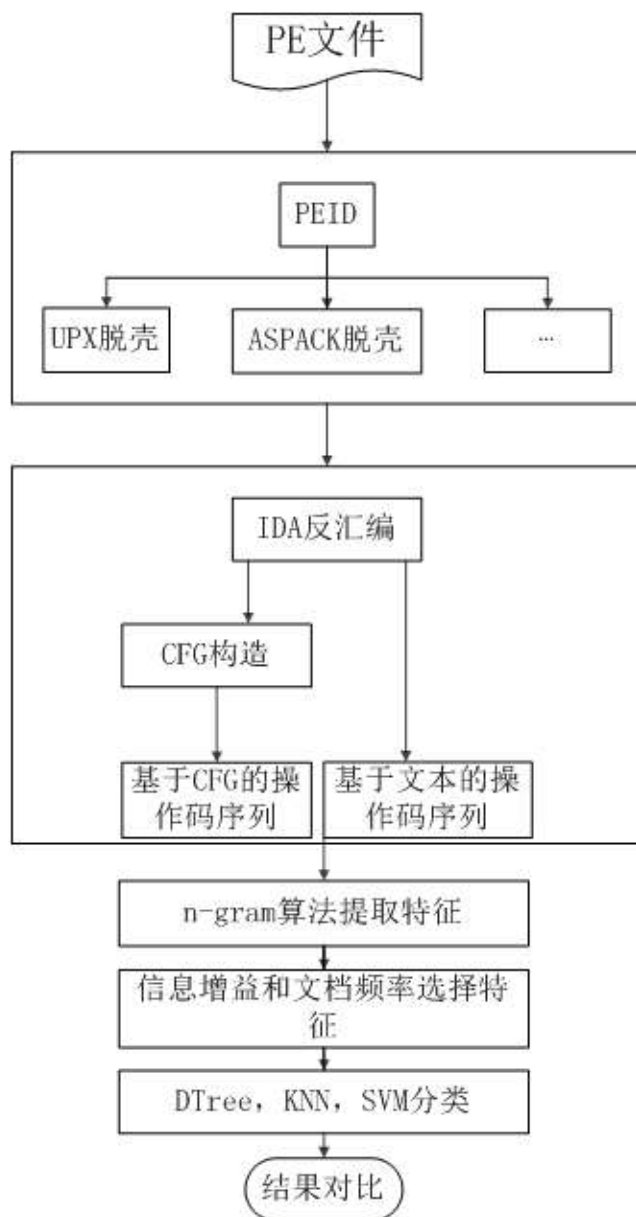 PE文件
PEID
UPX脱壳
ASPACK脱壳
…
IDA反汇编
CFG构造
基于CFG的操
作码序列
基于文本的操
作码序列
n-gram算法提取特征
信息增益和文档频率选择特
征
DTree，KNN，SVM分类
结果对比